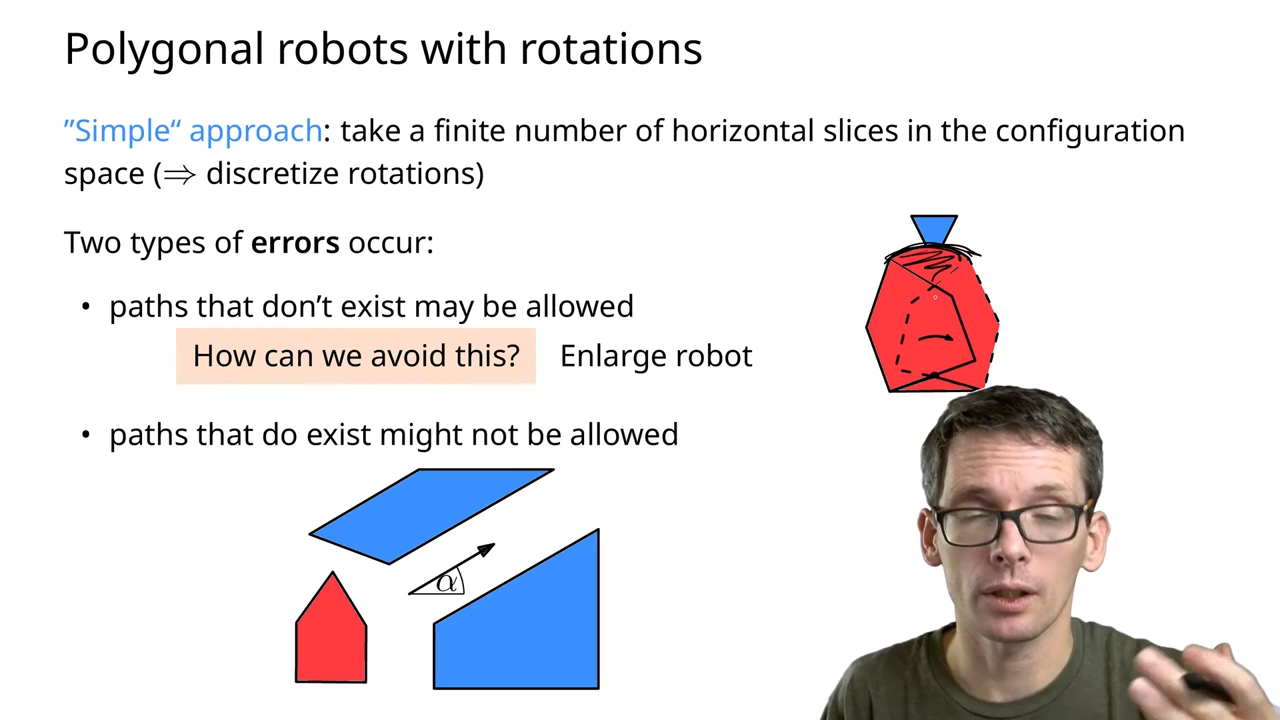 Polygonal robots with rotations
”Simple“ approach: take a finite number of horizontal slices in the configuration
space (⇒ discretize rotations)
Two types of errors occur:
• paths that don’t exist may be allowed
How can we avoid this? Enlarge robot
• paths that do exist might not be allowed
α